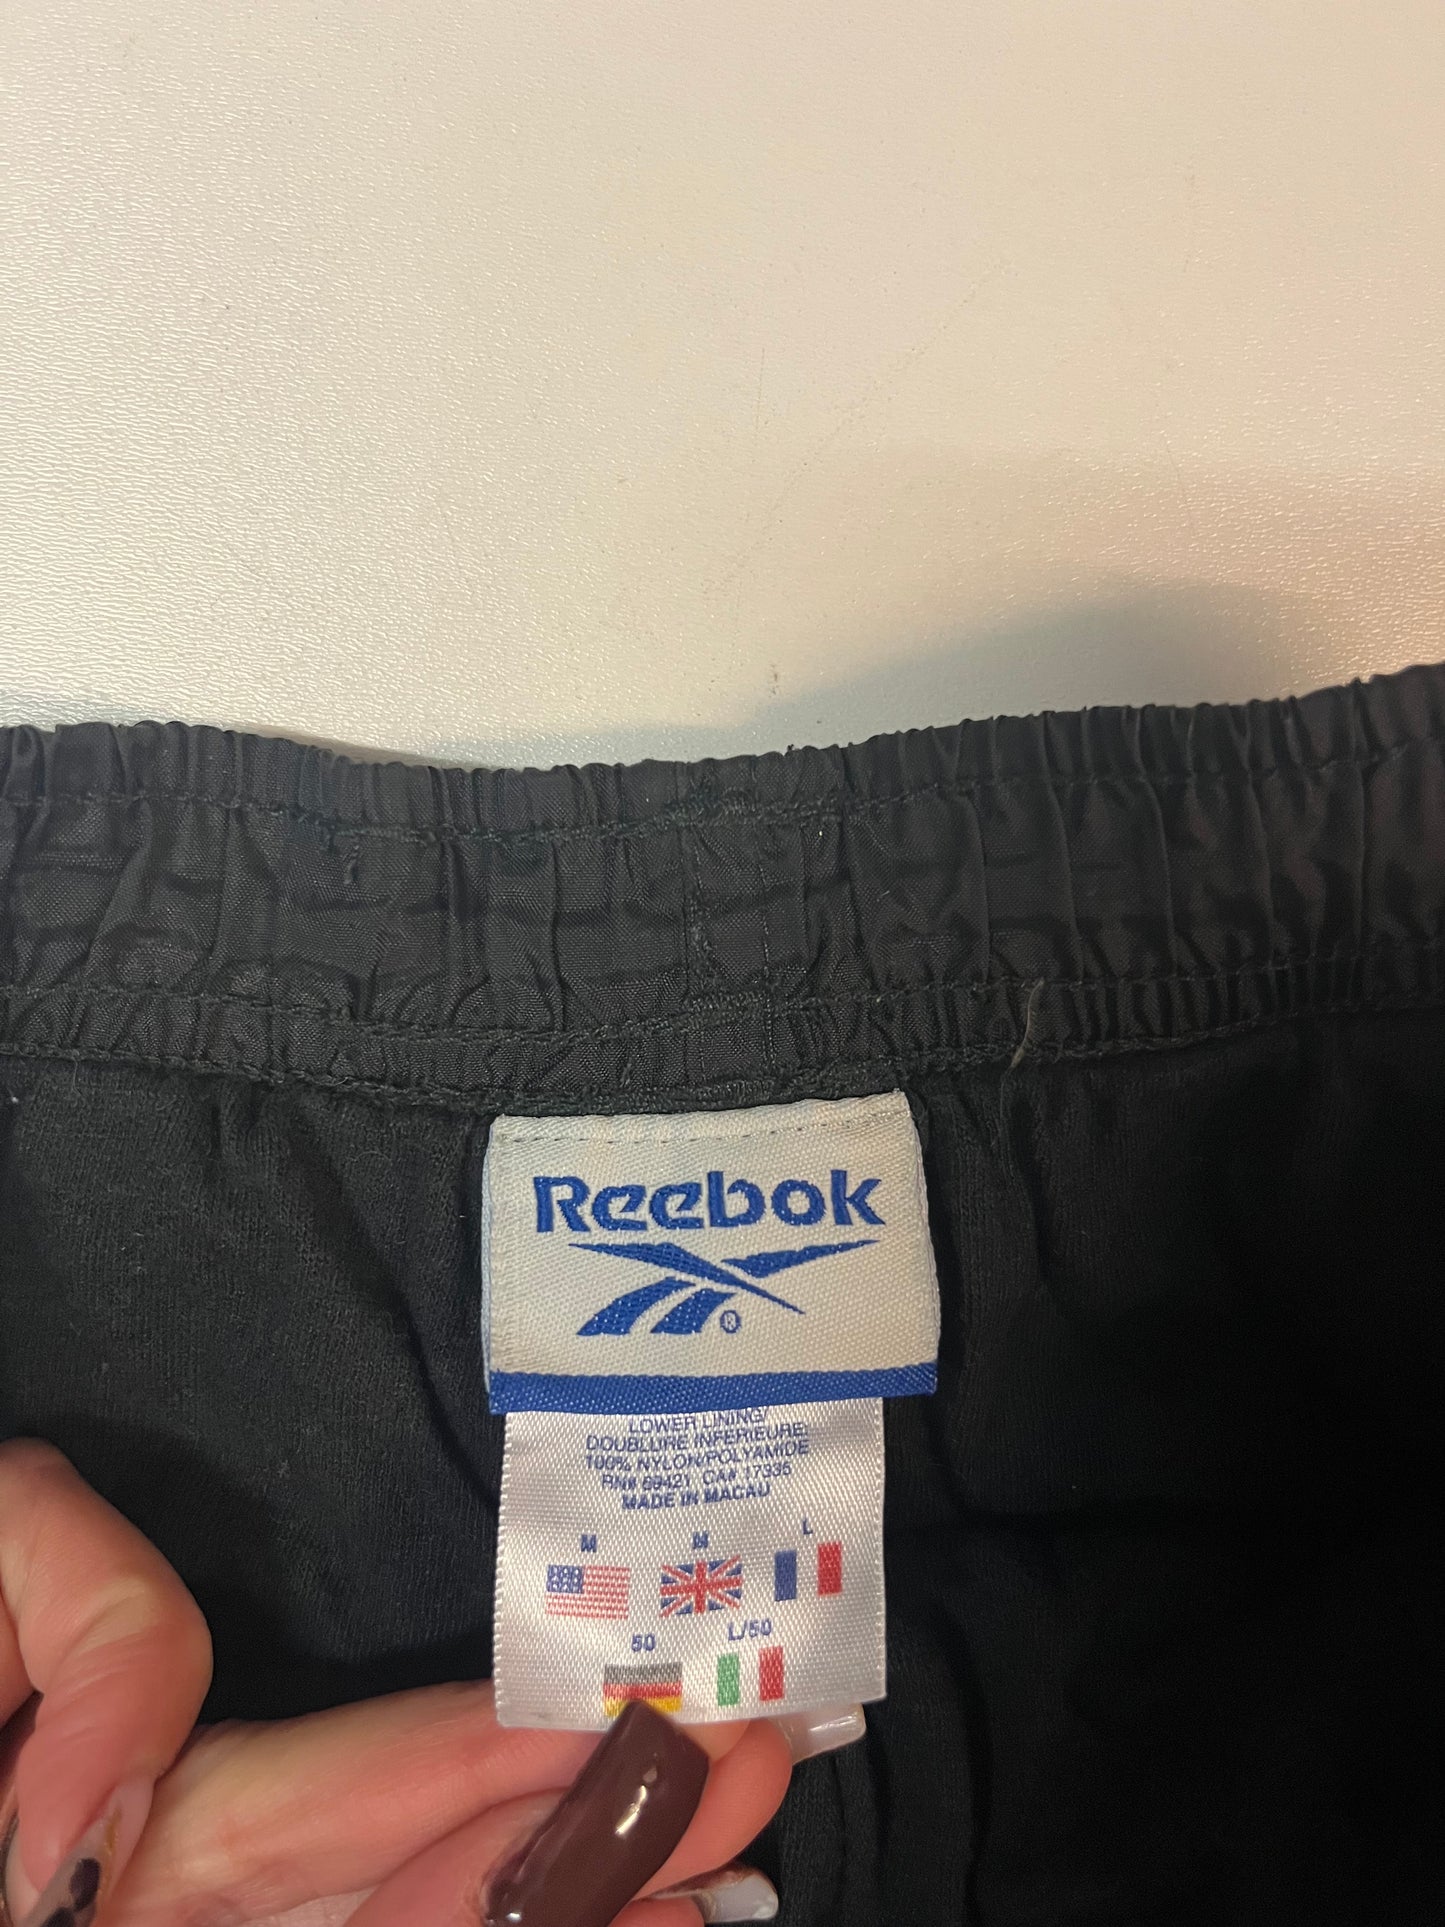 Reebok
®
LOWER LINING/
DOUBLURE INFERIEURE:
100% NYLON/POLYAMIDE
RN# 69421 CA# 17335
MADE IN MACAU
M M L
50 L/50